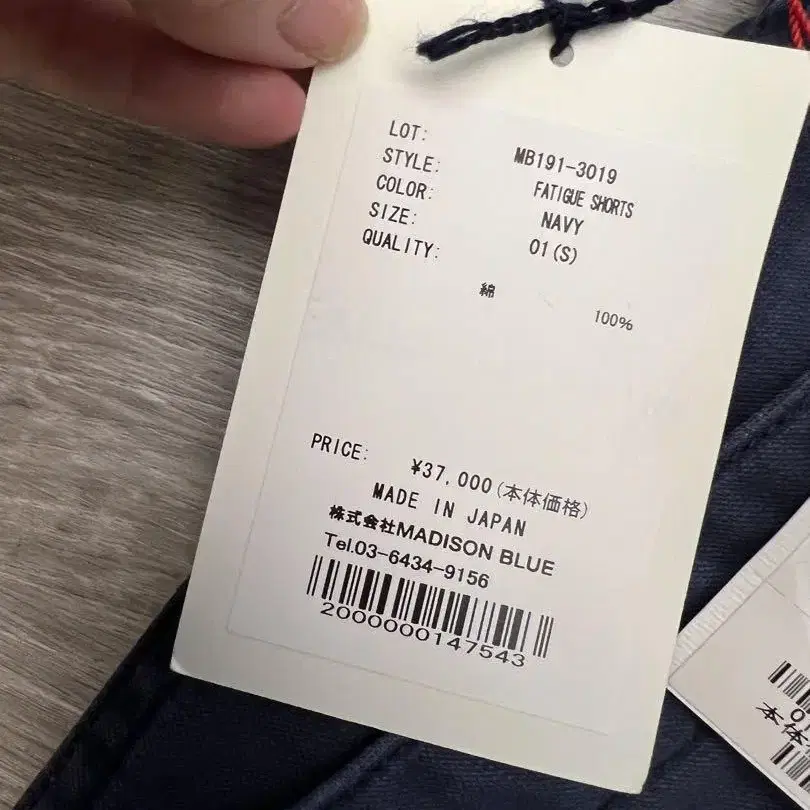 LOT: MB191-3019
STYLE: FATIGUE SHORTS
COLOR: NAVY
SIZE: 01(S)
QUALITY:
綿 100%
PRICE: ¥37,000(本体価格)
MADE IN JAPAN
株式会社MADISON BLUE
Tel.03-6434-9156
2000000147543
本体